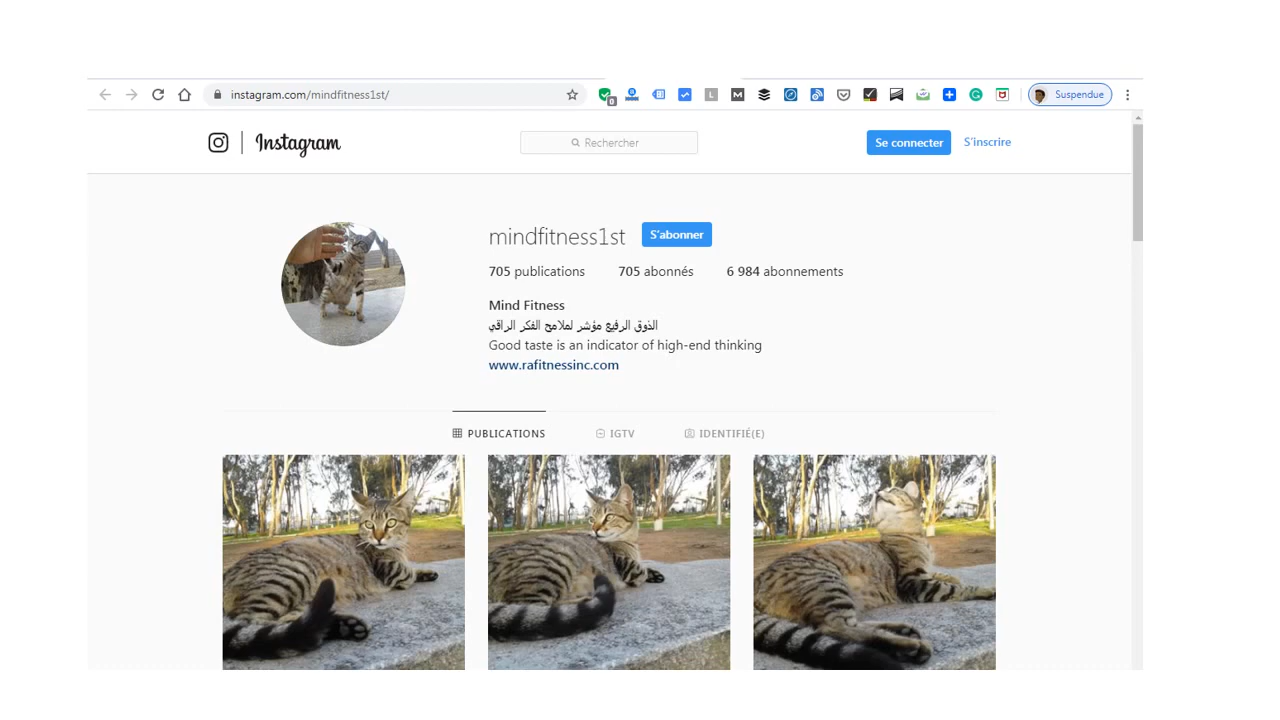 instagram.com/mindfitness1st/
0
L
M
Suspendue
Instagram
Rechercher
Se connecter
S'inscrire
mindfitness1st
S'abonner
705 publications
705 abonnés
6 984 abonnements
Mind Fitness
الذوق الرفيع مؤشر لملامح الفكر الراقي
Good taste is an indicator of high-end thinking
www.rafitnessinc.com
PUBLICATIONS
IGTV
IDENTIFIÉ(E)